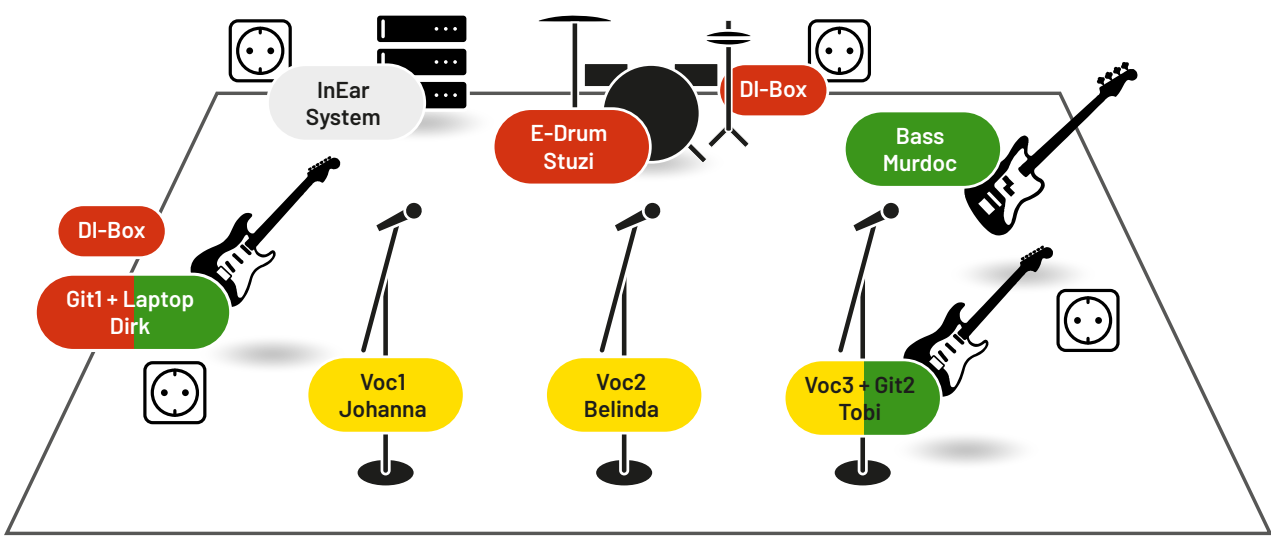 InEar
System
E-Drum
Stuzi
DI-Box
Bass
Murdoc
DI-Box
Git1 + Laptop
Dirk
Voc1
Johanna
Voc2
Belinda
Voc3 + Git2
Tobi